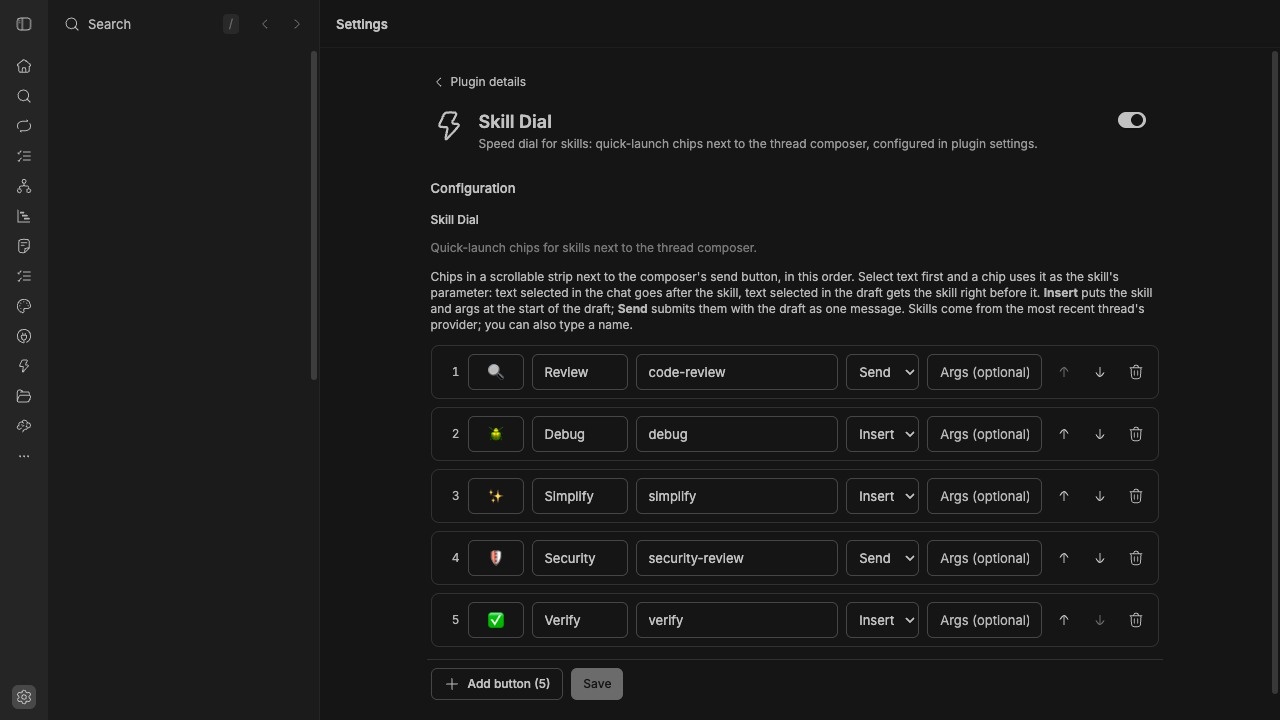 Search /
Settings
Plugin details
Skill Dial
Speed dial for skills: quick-launch chips next to the thread composer, configured in plugin settings.
Configuration
Skill Dial
Quick-launch chips for skills next to the thread composer.
Chips in a scrollable strip next to the composer's send button, in this order. Select text first and a chip uses it as the skill's
parameter: text selected in the chat goes after the skill, text selected in the draft gets the skill right before it. Insert puts the skill
and args at the start of the draft; Send submits them with the draft as one message. Skills come from the most recent thread's
provider; you can also type a name.
1 Review code-review Send Args (optional)
2 Debug debug Insert Args (optional)
3 Simplify simplify Insert Args (optional)
4 Security security-review Send Args (optional)
5 Verify verify Insert Args (optional)
Add button (5) Save